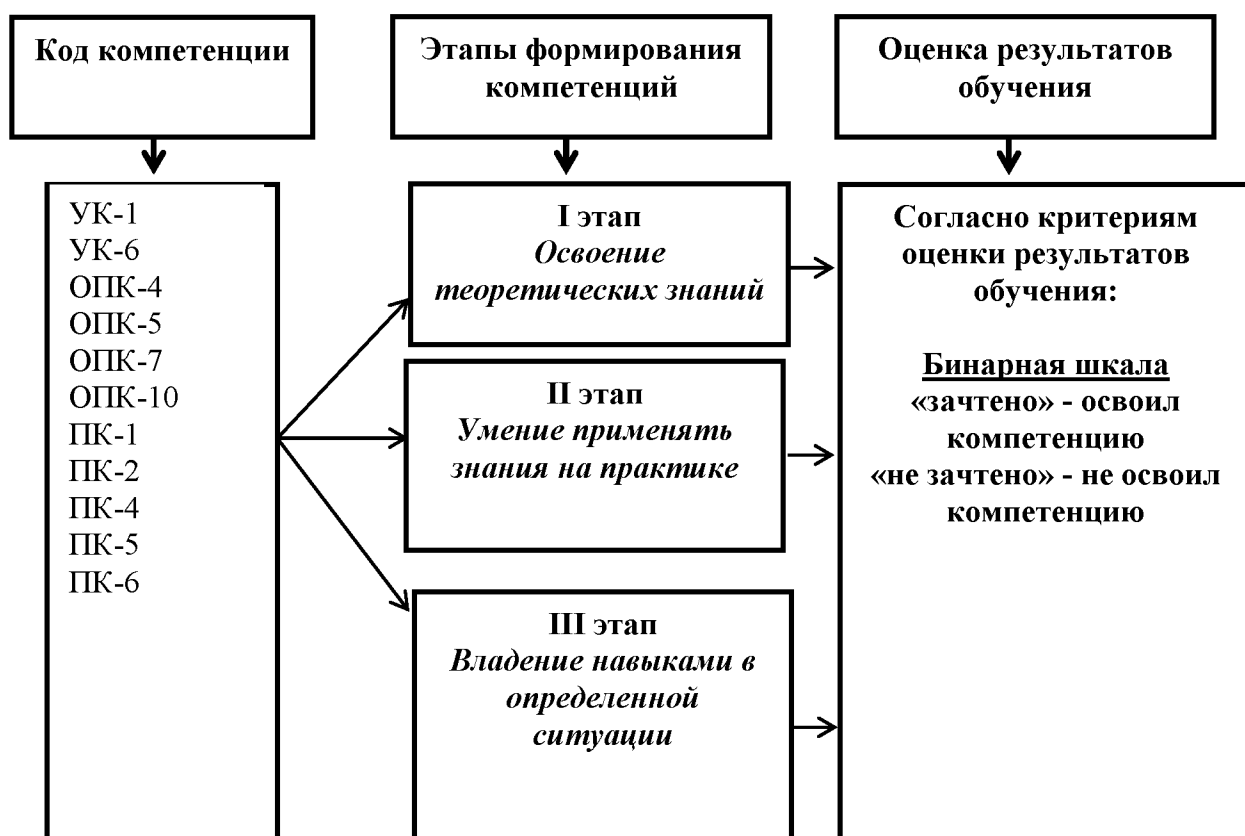 Код компетенции
Этапы формирования
компетенций
Оценка результатов
обучения
УК-1
УК-6
ОПК-4
ОПК-5
ОПК-7
ОПК-10
ПК-1
ПК-2
ПК-4
ПК-5
ПК-6
I этап
Освоение
теоретических знаний
II этап
Умение применять
знания на практике
III этап
Владение навыками в
определенной
ситуации
Согласно критериям
оценки результатов
обучения:
Бинарная шкала
«зачтено» - освоил
компетенцию
«не зачтено» - не освоил
компетенцию